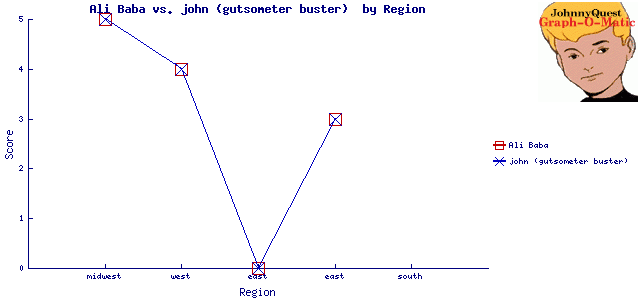 Ali Baba vs. john (gutsometer buster) by Region
JohnnyQuest
Graph-O-Matic
5
4
3
2
1
0
Score
midwest west east east south
Region
Ali Baba
john (gutsometer buster)